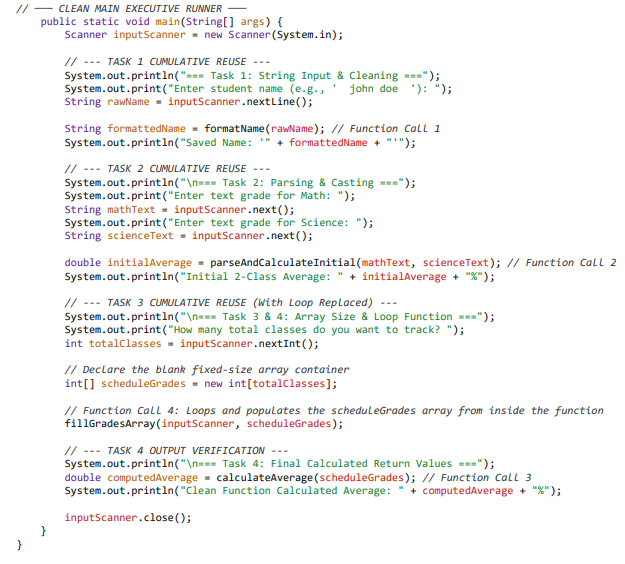 // —— CLEAN MAIN EXECUTIVE RUNNER ——
public static void main(String[] args) {
Scanner inputScanner = new Scanner(System.in);
// --- TASK 1 CUMULATIVE REUSE ---
System.out.println("=== Task 1: String Input & Cleaning ===");
System.out.print("Enter student name (e.g., '  john doe  '): ");
String rawName = inputScanner.nextLine();
String formattedName = formatName(rawName); // Function Call 1
System.out.println("Saved Name: '" + formattedName + "'");
// --- TASK 2 CUMULATIVE REUSE ---
System.out.println("\n=== Task 2: Parsing & Casting ===");
System.out.print("Enter text grade for Math: ");
String mathText = inputScanner.next();
System.out.print("Enter text grade for Science: ");
String scienceText = inputScanner.next();
double initialAverage = parseAndCalculateInitial(mathText, scienceText); // Function Call 2
System.out.println("Initial 2-Class Average: " + initialAverage + "%");
// --- TASK 3 CUMULATIVE REUSE (With Loop Replaced) ---
System.out.println("\n=== Task 3 & 4: Array Size & Loop Function ===");
System.out.print("How many total classes do you want to track? ");
int totalClasses = inputScanner.nextInt();
// Declare the blank fixed-size array container
int[] scheduleGrades = new int[totalClasses];
// Function Call 4: Loops and populates the scheduleGrades array from inside the function
fillGradesArray(inputScanner, scheduleGrades);
// --- TASK 4 OUTPUT VERIFICATION ---
System.out.println("\n=== Task 4: Final Calculated Return Values ===");
double computedAverage = calculateAverage(scheduleGrades); // Function Call 3
System.out.println("Clean Function Calculated Average: " + computedAverage + "%");
inputScanner.close();
}
}